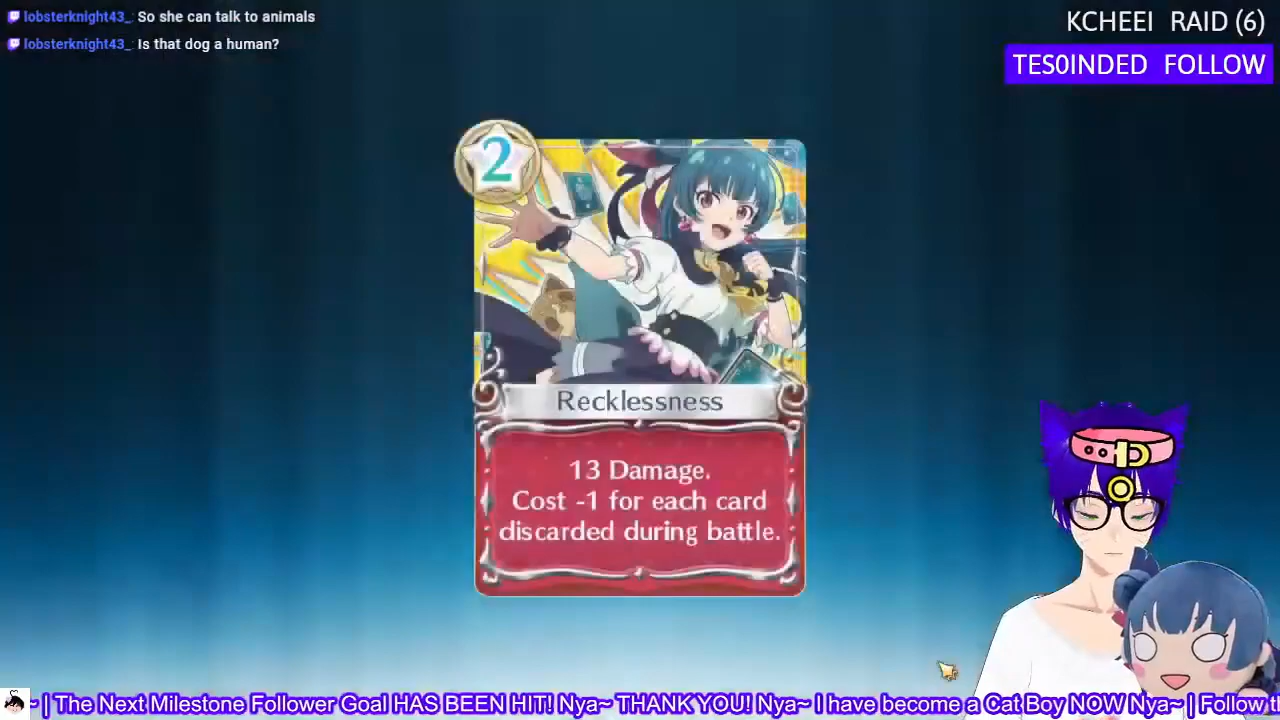 lobsterknight43_: So she can talk to animals
lobsterknight43_: Is that dog a human?
KCHEEI RAID (6)
TES0INDED FOLLOW
2
Recklessness
13 Damage.
Cost -1 for each card
discarded during battle.
~ | The Next Milestone Follower Goal HAS BEEN HIT! Nya~ THANK YOU! Nya~ I have become a Cat Boy NOW Nya~ | Follow t